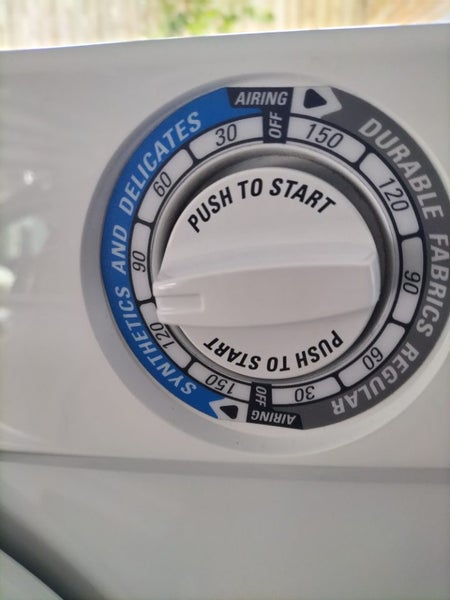 AIRING
OFF
150
120
90
60
30
DURABLE FABRICS REGULAR
AIRING
OFF
150
120
90
60
30
SYNTHETICS AND DELICATES
PUSH TO START
PUSH TO START